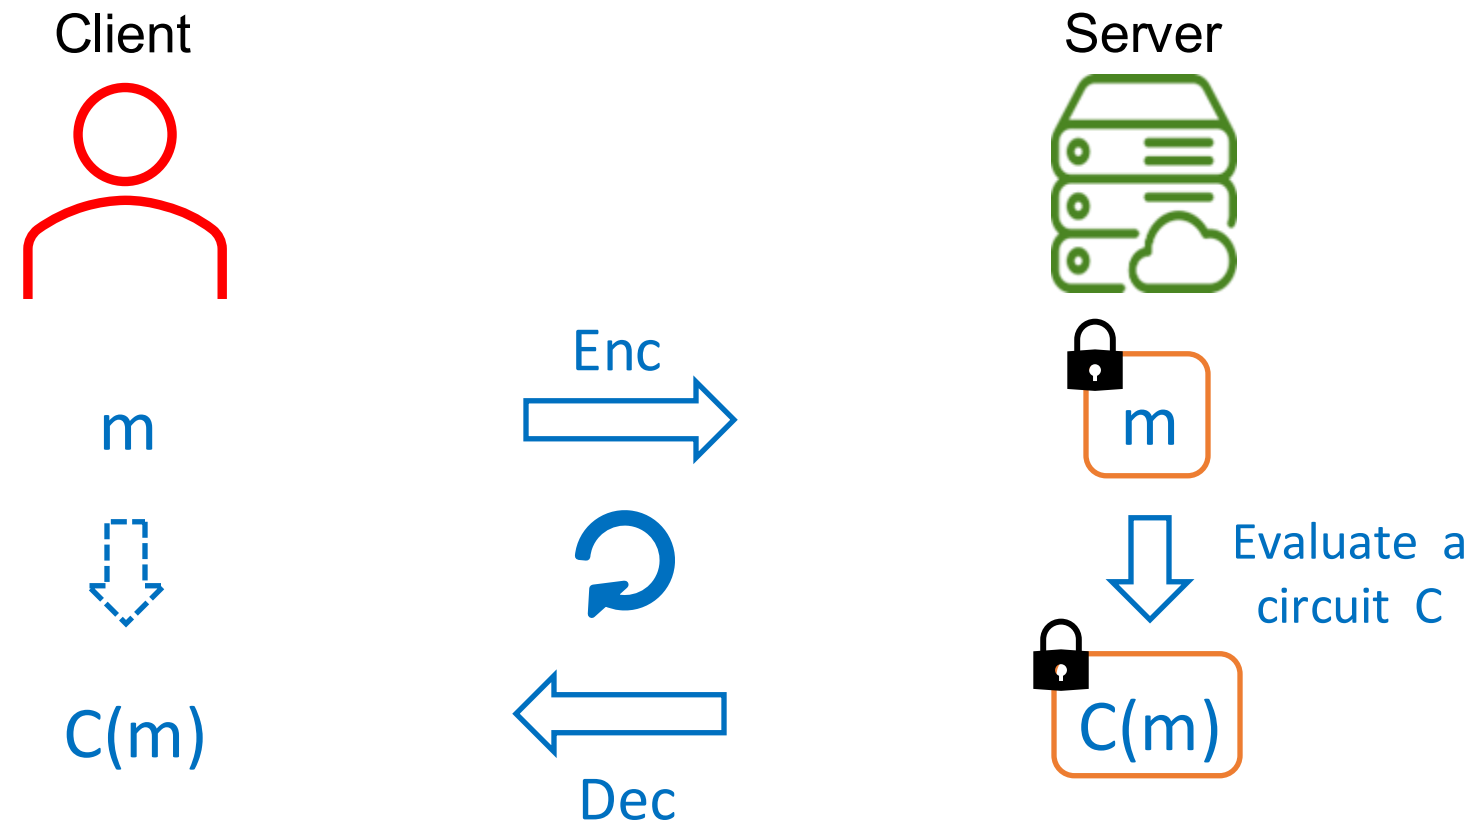 Client
Server
Enc
m
m
Evaluate a
circuit C
C(m)
C(m)
Dec